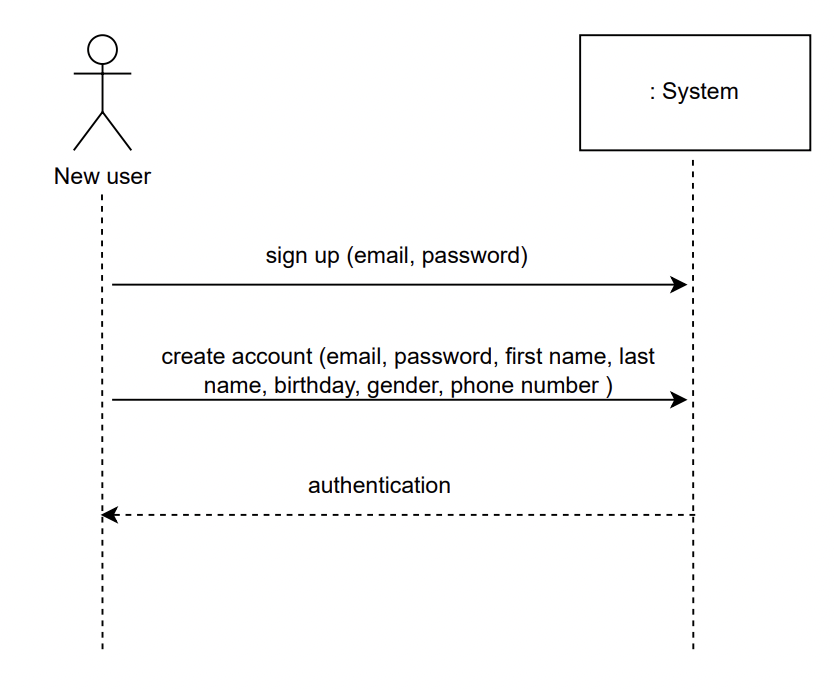 : System
New user
sign up (email, password)
create account (email, password, first name, last
name, birthday, gender, phone number )
authentication